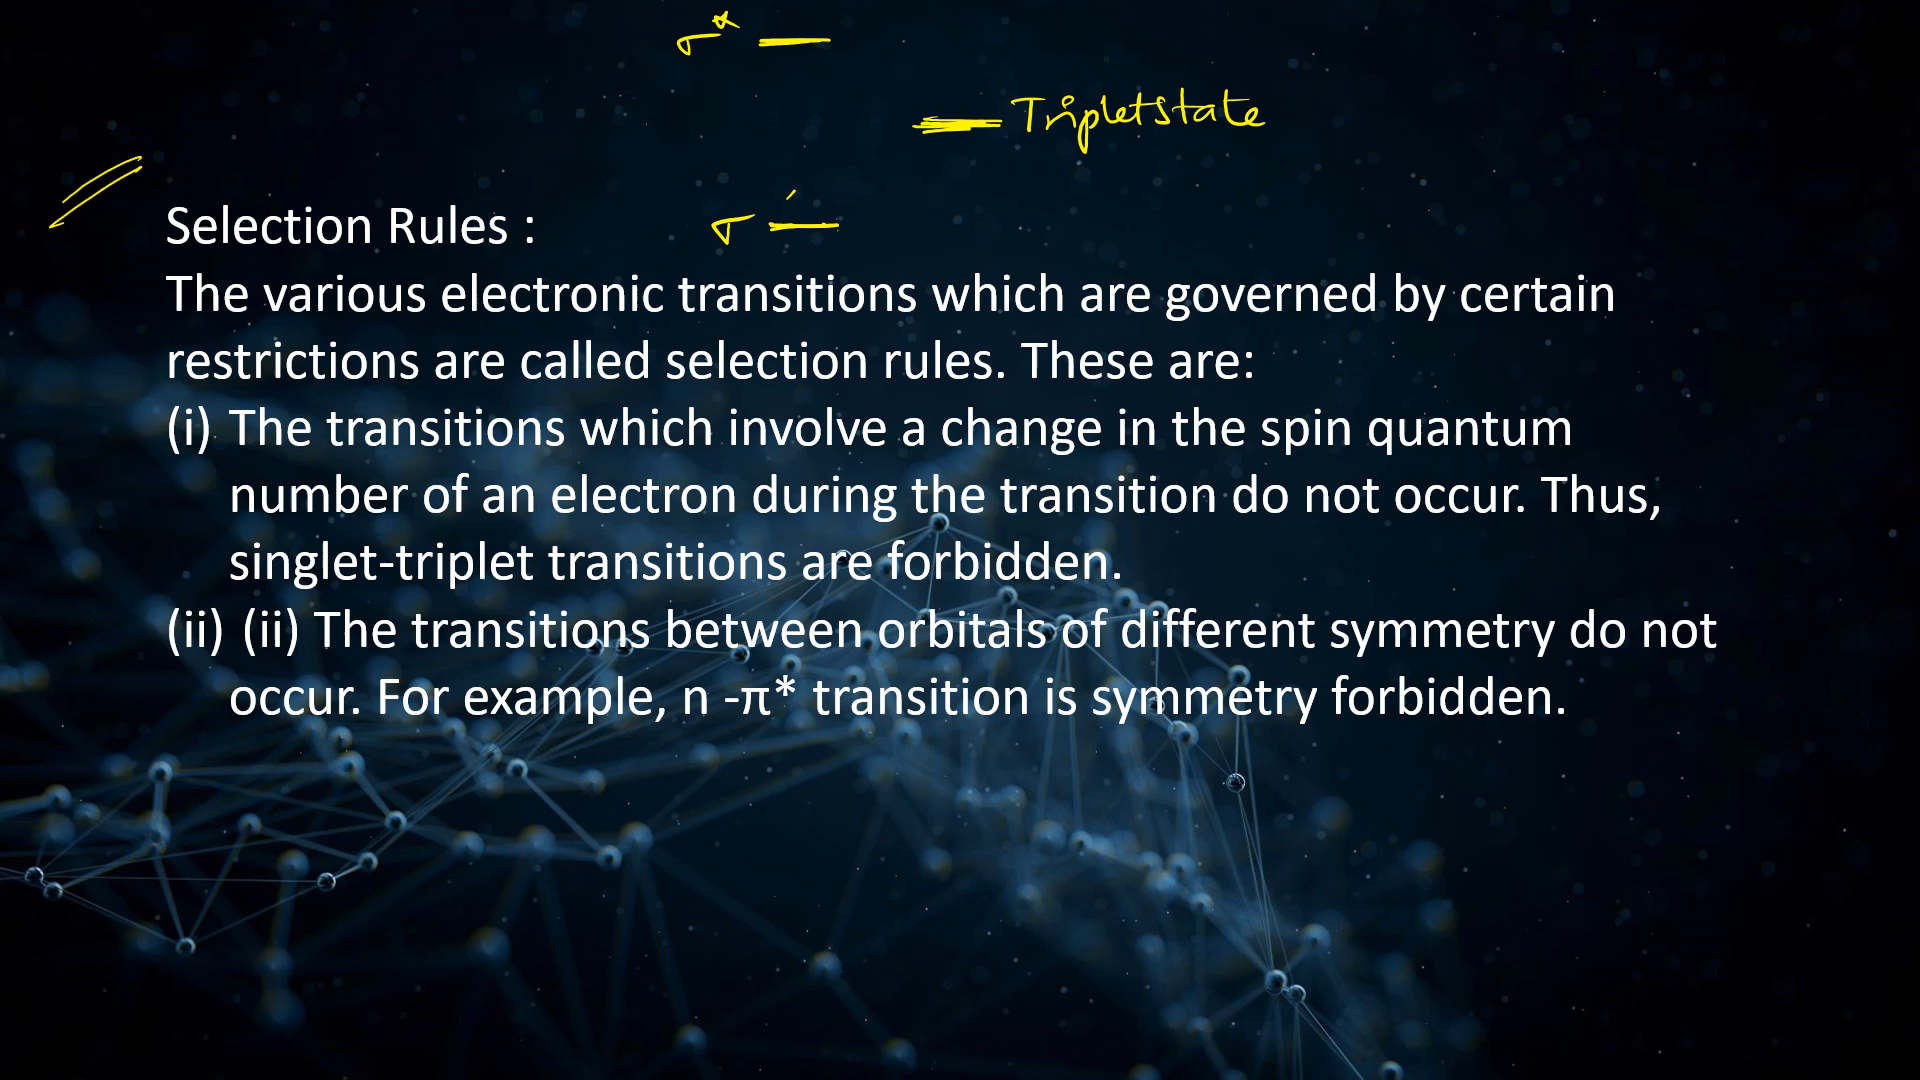 σ*
Triplet state
Selection Rules :
σ
The various electronic transitions which are governed by certain
restrictions are called selection rules. These are:
(i) The transitions which involve a change in the spin quantum
number of an electron during the transition do not occur. Thus,
singlet-triplet transitions are forbidden.
(ii) (ii) The transitions between orbitals of different symmetry do not
occur. For example, n -π* transition is symmetry forbidden.